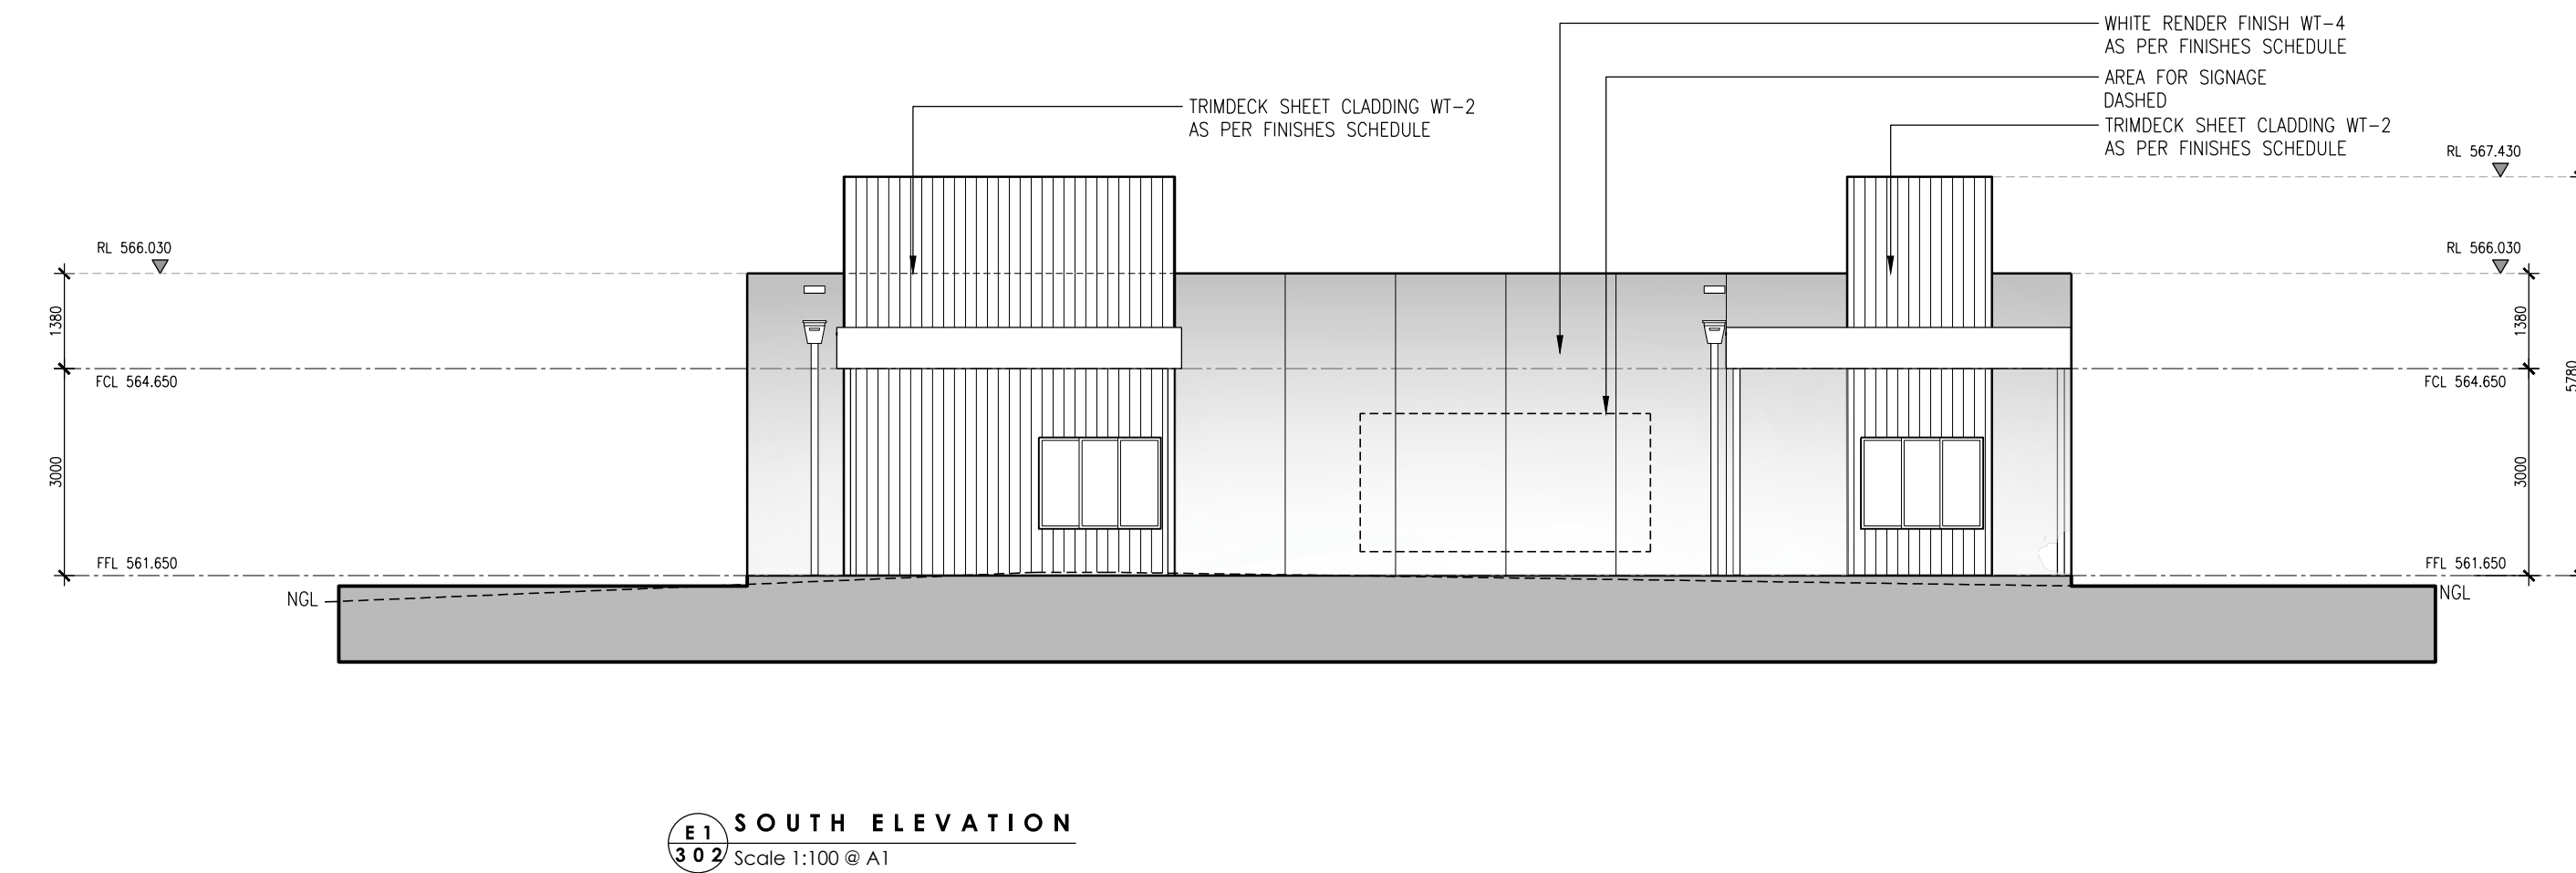 WHITE RENDER FINISH WT-4
AS PER FINISHES SCHEDULE
AREA FOR SIGNAGE
DASHED
TRIMDECK SHEET CLADDING WT-2
AS PER FINISHES SCHEDULE
TRIMDECK SHEET CLADDING WT-2
AS PER FINISHES SCHEDULE
RL 567.430
RL 566.030
RL 566.030
1380
1380
FCL 564.650
FCL 564.650
5780
3000
3000
FFL 561.650
FFL 561.650
NGL
NGL
E1
302
SOUTH ELEVATION
Scale 1:100 @ A1